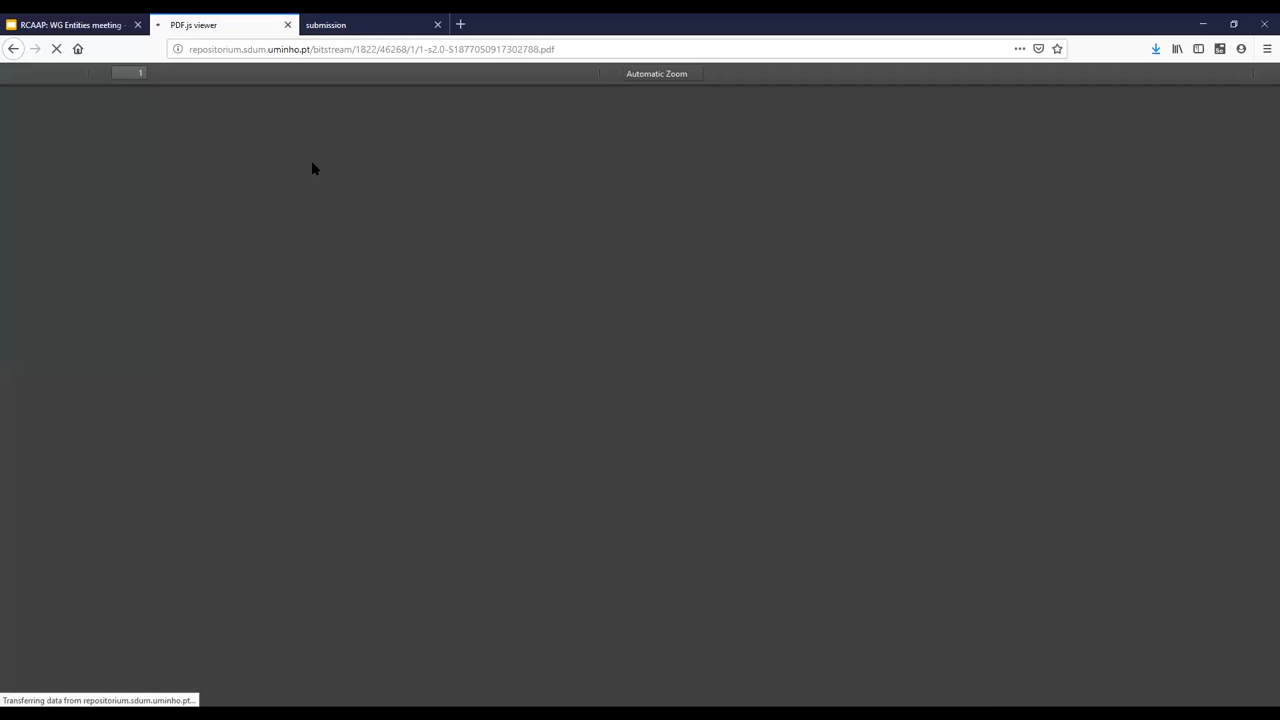 RCAAP: WG Entities meeting
PDF.js viewer
submission
repositorium.sdum.uminho.pt/bitstream/1822/46268/1/1-s2.0-S1877050917302788.pdf
1
Automatic Zoom
Transferring data from repositorium.sdum.uminho.pt...